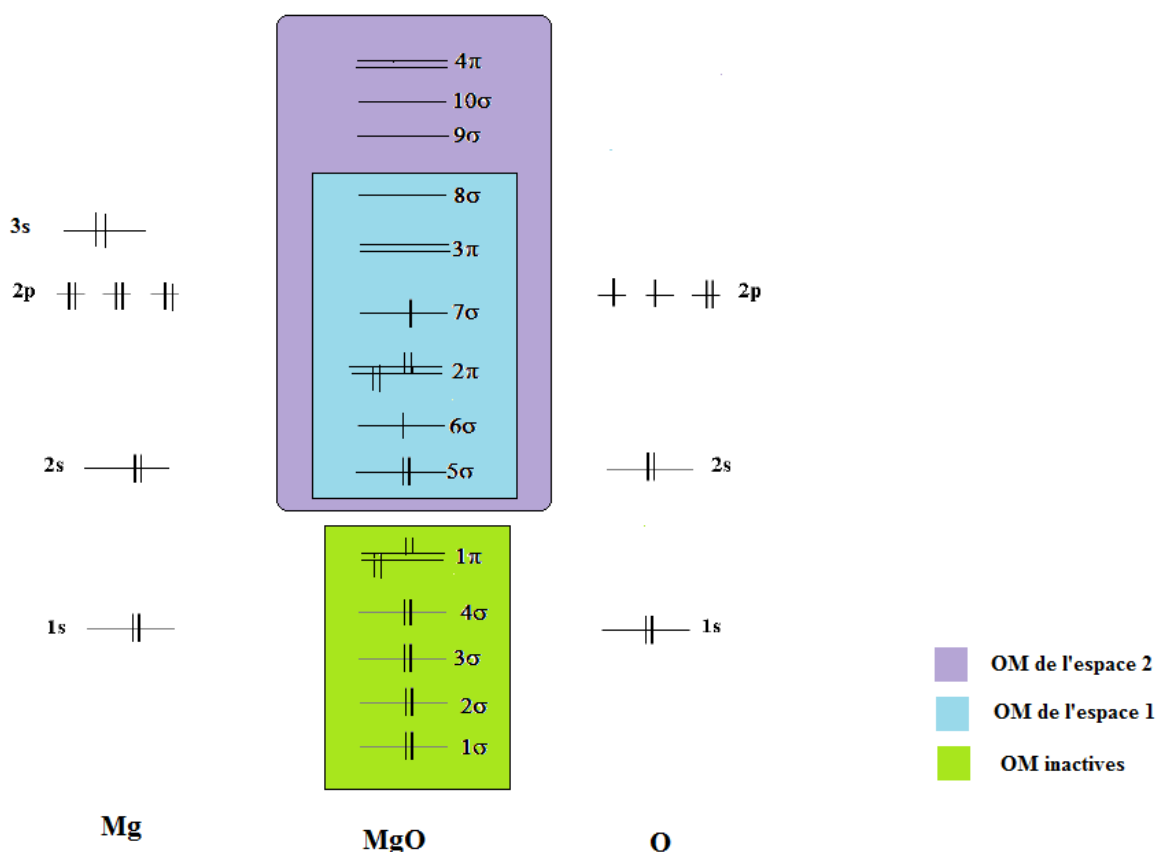 4π
10σ
9σ
8σ
3s
3π
2p
2p
7σ
2π
6σ
2s
5σ
2s
1π
4σ
1s
1s
3σ
OM de l'espace 2
2σ
OM de l'espace 1
1σ
OM inactives
Mg
MgO
O